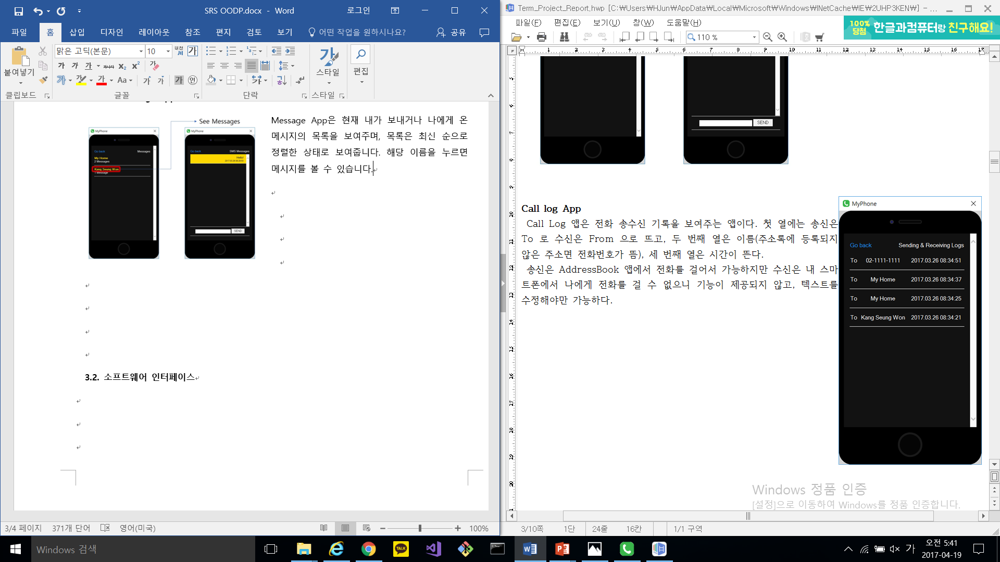 SRS OODP.docx - Word
로그인
파일 홈 삽입 디자인 레이아웃 참조 편지 검토 보기 어떤 작업을 원하시나요? 공유
맑은 고딕(본문) 10
붙여넣기
스타일
편집
클립보드 글꼴 단락 스타일
See Messages
MyPhone
Go back Messages
My Home
2 Messages
Kang Seung Won
1 Message
MyPhone
Go back SMS Messages
Hello!
SEND
Message App은 현재 내가 보내거나 나에게 온
메시지의 목록을 보여주며, 목록은 최신 순으로
정렬한 상태로 보여줍니다. 해당 이름을 누르면
메시지를 볼 수 있습니다.
3.2. 소프트웨어 인터페이스
3/4 페이지 371개 단어 영어(미국) 100%
Term_Project_Report.hwp [C:₩Users₩HJun₩AppData₩Local₩Microsoft₩Windows₩INetCache₩IE₩2UHP3KEN₩] - ...
파일(F) 편집(E) 보기(U) 창(W) 도움말(H)
100% 당첨 한글과컴퓨터랑 친구해요!
110 %
SEND
Call log App
Call Log 앱은 전화 송수신 기록을 보여주는 앱이다. 첫 열에는 송신은
To 로 수신은 From 으로 뜨고, 두 번째 열은 이름(주소록에 등록되지
않은 주소면 전화번호가 뜸), 세 번째 열은 시간이 뜬다.
송신은 AddressBook 앱에서 전화를 걸어서 가능하지만 수신은 내 스마
트폰에서 나에게 전화를 걸 수 없으니 기능이 제공되지 않고, 텍스트를
수정해야만 가능하다.
MyPhone
Go back Sending & Receiving Logs
To 02-1111-1111 2017.03.26 08:34:51
To My Home 2017.03.26 08:34:37
To My Home 2017.03.26 08:34:25
To Kang Seung Won 2017.03.26 08:34:21
Windows 정품 인증
[설정]으로 이동하여 Windows를 정품 인증합니다.
3/10쪽 1단 24줄 16칸 1/1 구역
Windows 검색
TALK
가
오전 5:41
2017-04-19